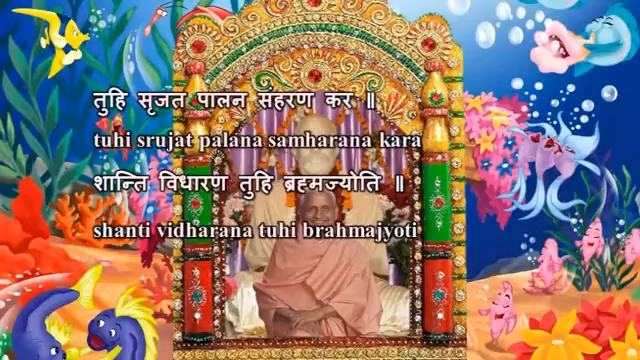 तुहि सृजत पालन संहरण कर ॥
tuhi srujat palana samharana kara
शान्ति विधारण तुहि ब्रह्मज्योति ॥
shanti vidharana tuhi brahmajyoti